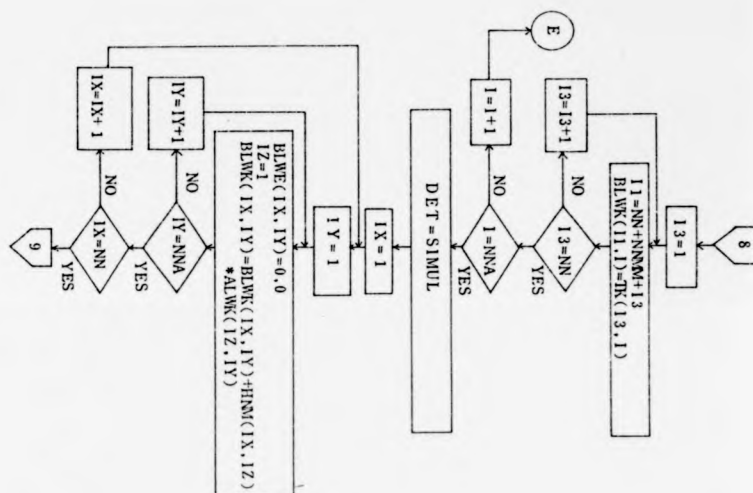 8
I3=1
I1=NN+NNMM+I3
BLWK(I1,I)=TK(I3,I)
I3=NN
NO
YES
I3=I3+1
I=NNA
NO
YES
I=I+1
E
DET=SIMUL
IX=1
IY=1
BLWE(IX,IY)=0.0
IZ=1
BLWK(IX,IY)=BLWK(IX,IY)+HNM(IX,IZ)
*ALWK(IZ,IY)
IY=NNA
NO
YES
IY=IY+1
IX=NN
NO
YES
IX=IX+1
9